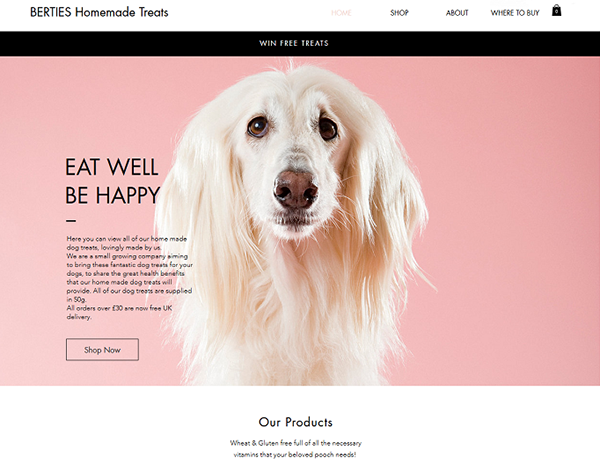 BERTIES Homemade Treats
HOME SHOP ABOUT WHERE TO BUY 0
WIN FREE TREATS
EAT WELL
BE HAPPY
Here you can view all of our home made
dog treats, lovingly made by us.
We are a small growing company aiming
to bring these fantastic dog treats for your
dogs, to share the great health benefits
that our home made dog treats will
provide. All of our dog treats are supplied
in 50g.
All orders over £30 are now free UK
delivery.
Shop Now
Our Products
Wheat & Gluten free full of all the necessary
vitamins that your beloved pooch needs!